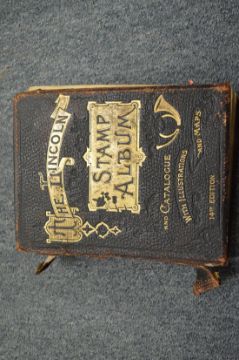 THE LINCOLN
STAMP
ALBUM
AND CATALOGUE
WITH ILLUSTRATIONS
AND MAPS
14TH EDITION